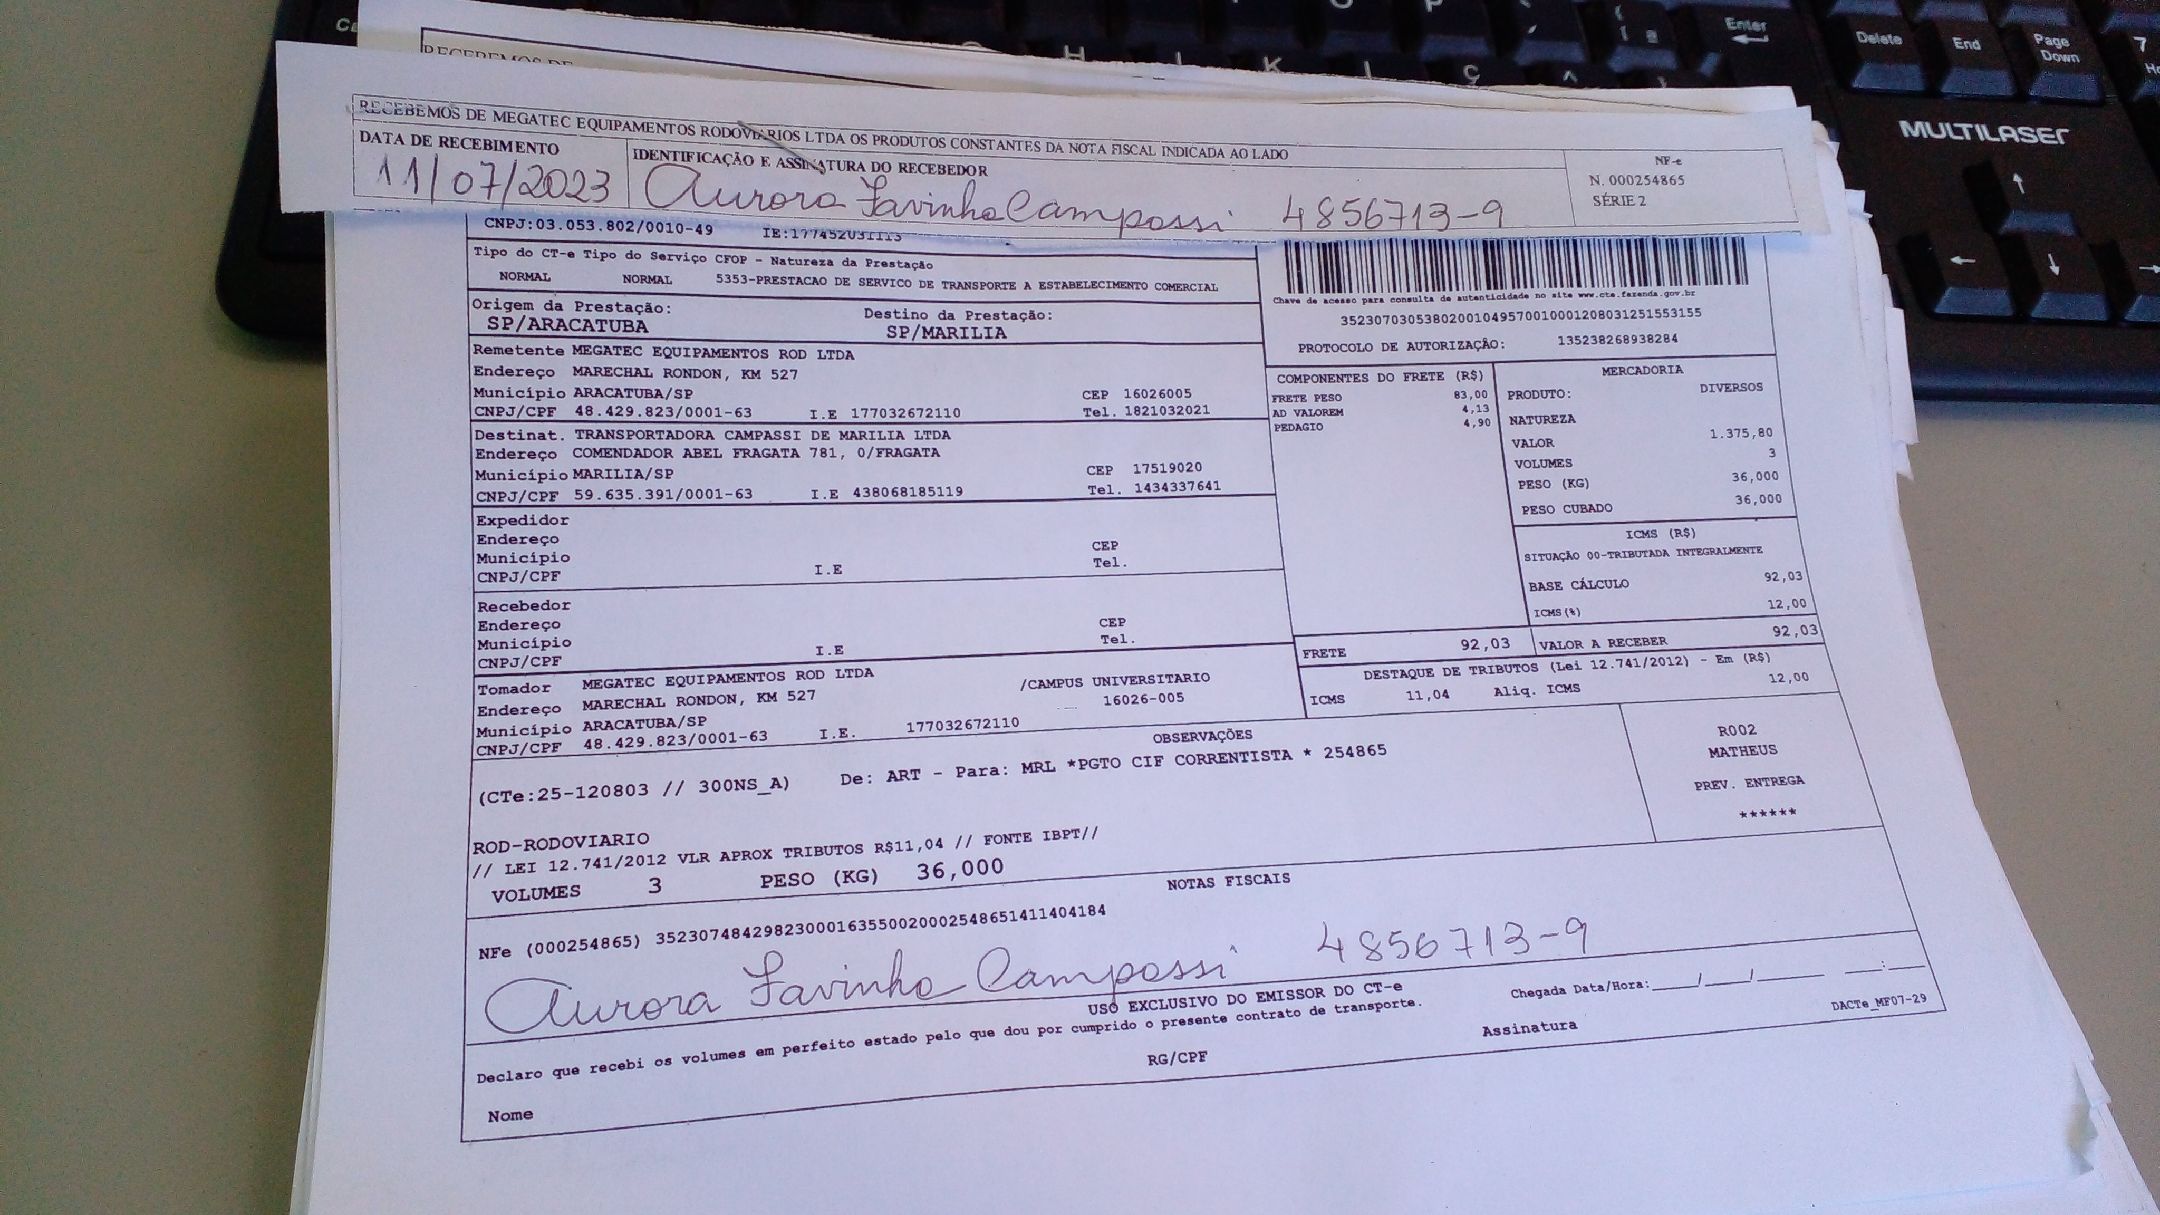 RECEBEMOS DE
RECEBEMOS DE MEGATEC EQUIPAMENTOS RODOVIÁRIOS LTDA OS PRODUTOS CONSTANTES DA NOTA FISCAL INDICADA AO LADO
DATA DE RECEBIMENTO
11/07/2023
IDENTIFICAÇÃO E ASSINATURA DO RECEBEDOR
Aurora Favinha Campassi 4856713-9
NF-e
N. 000254865
SÉRIE 2
CNPJ:03.053.802/0010-49 IE:177452031113
Tipo do CT-e Tipo do Serviço CFOP - Natureza da Prestação
NORMAL NORMAL 5353-PRESTACAO DE SERVICO DE TRANSPORTE A ESTABELECIMENTO COMERCIAL
Origem da Prestação: Destino da Prestação:
SP/ARACATUBA SP/MARILIA
Chave de acesso para consulta de autenticidade no site www.cte.fazenda.gov.br
35230703053802001049570010001208031251553155
PROTOCOLO DE AUTORIZAÇÃO: 135238268938284
Remetente MEGATEC EQUIPAMENTOS ROD LTDA
Endereço MARECHAL RONDON, KM 527
Município ARACATUBA/SP CEP 16026005
CNPJ/CPF 48.429.823/0001-63 I.E 177032672110 Tel. 1821032021
Destinat. TRANSPORTADORA CAMPASSI DE MARILIA LTDA
Endereço COMENDADOR ABEL FRAGATA 781, 0/FRAGATA
Município MARILIA/SP CEP 17519020
CNPJ/CPF 59.635.391/0001-63 I.E 438068185119 Tel. 1434337641
Expedidor
Endereço
Município CEP
CNPJ/CPF I.E Tel.
Recebedor
Endereço
Município CEP
CNPJ/CPF I.E Tel.
Tomador MEGATEC EQUIPAMENTOS ROD LTDA
Endereço MARECHAL RONDON, KM 527 /CAMPUS UNIVERSITARIO
Município ARACATUBA/SP 16026-005
CNPJ/CPF 48.429.823/0001-63 I.E. 177032672110
COMPONENTES DO FRETE (R$)
FRETE PESO 83,00
AD VALOREM 4,13
PEDAGIO 4,90
MERCADORIA
PRODUTO: DIVERSOS
NATUREZA
VALOR 1.375,80
VOLUMES 3
PESO (KG) 36,000
PESO CUBADO 36,000
ICMS (R$)
SITUAÇÃO 00-TRIBUTADA INTEGRALMENTE
BASE CÁLCULO 92,03
ICMS(%) 12,00
FRETE 92,03 VALOR A RECEBER 92,03
DESTAQUE DE TRIBUTOS (Lei 12.741/2012) - Em (R$)
ICMS 11,04 Aliq. ICMS 12,00
OBSERVAÇÕES
(CTe:25-120803 // 300NS_A) De: ART - Para: MRL *PGTO CIF CORRENTISTA * 254865
ROD-RODOVIARIO
// LEI 12.741/2012 VLR APROX TRIBUTOS R$11,04 // FONTE IBPT//
VOLUMES 3 PESO (KG) 36,000
R002
MATHEUS
PREV. ENTREGA
******
NOTAS FISCAIS
NFe (000254865) 35230748429823000163550020002548651411404184
Aurora Favinha Campassi 4856713-9
USO EXCLUSIVO DO EMISSOR DO CT-e
Declaro que recebi os volumes em perfeito estado pelo que dou por cumprido o presente contrato de transporte.
Chegada Data/Hora:____/____/______ ___:___
Nome RG/CPF Assinatura
DACTe_MF07-29
H J K L Ç
Enter
Delete End Page Down
7
MULTILASER